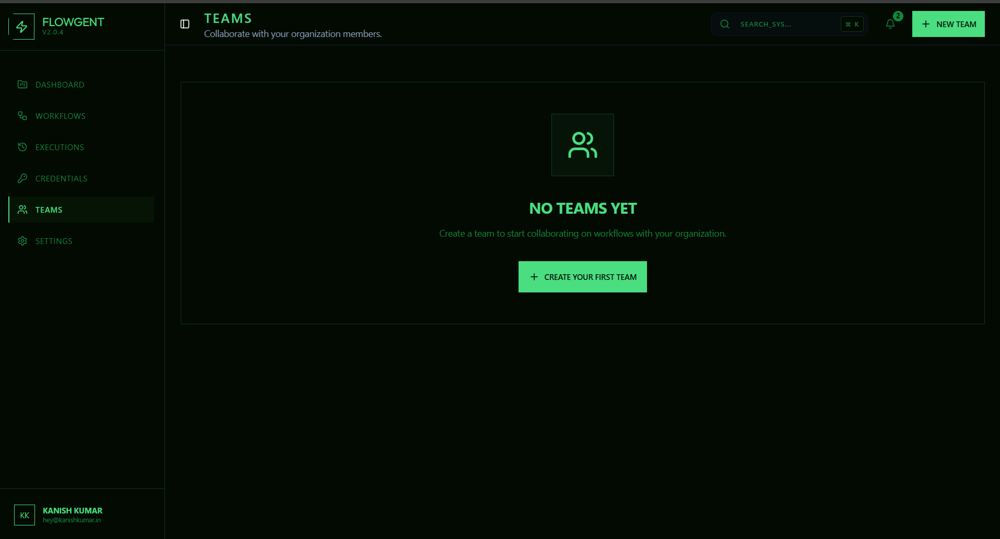 FLOWGENT
V2.0.4
DASHBOARD
WORKFLOWS
EXECUTIONS
CREDENTIALS
TEAMS
SETTINGS
KK
KANISH KUMAR
hey@kanishkumar.in
TEAMS
Collaborate with your organization members.
SEARCH_SYS...
⌘ K
2
NEW TEAM
NO TEAMS YET
Create a team to start collaborating on workflows with your organization.
CREATE YOUR FIRST TEAM